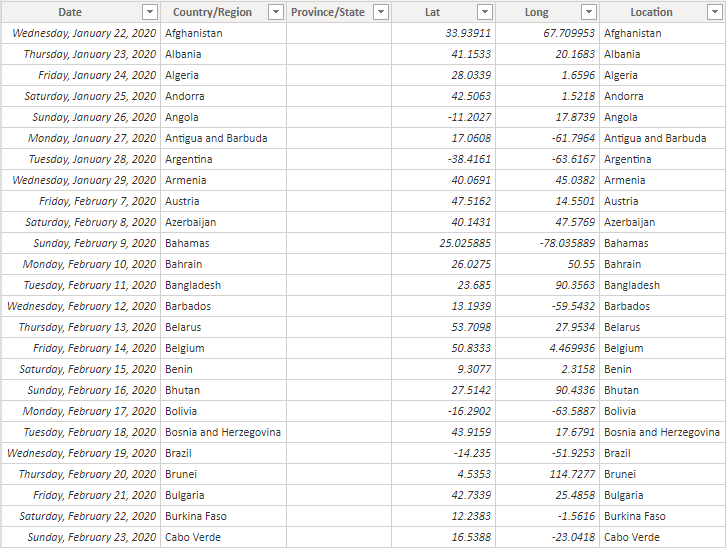 Date Country/Region Province/State Lat Long Location
Wednesday, January 22, 2020 Afghanistan 33.93911 67.709953 Afghanistan
Thursday, January 23, 2020 Albania 41.1533 20.1683 Albania
Friday, January 24, 2020 Algeria 28.0339 1.6596 Algeria
Saturday, January 25, 2020 Andorra 42.5063 1.5218 Andorra
Sunday, January 26, 2020 Angola -11.2027 17.8739 Angola
Monday, January 27, 2020 Antigua and Barbuda 17.0608 -61.7964 Antigua and Barbuda
Tuesday, January 28, 2020 Argentina -38.4161 -63.6167 Argentina
Wednesday, January 29, 2020 Armenia 40.0691 45.0382 Armenia
Friday, February 7, 2020 Austria 47.5162 14.5501 Austria
Saturday, February 8, 2020 Azerbaijan 40.1431 47.5769 Azerbaijan
Sunday, February 9, 2020 Bahamas 25.025885 -78.035889 Bahamas
Monday, February 10, 2020 Bahrain 26.0275 50.55 Bahrain
Tuesday, February 11, 2020 Bangladesh 23.685 90.3563 Bangladesh
Wednesday, February 12, 2020 Barbados 13.1939 -59.5432 Barbados
Thursday, February 13, 2020 Belarus 53.7098 27.9534 Belarus
Friday, February 14, 2020 Belgium 50.8333 4.469936 Belgium
Saturday, February 15, 2020 Benin 9.3077 2.3158 Benin
Sunday, February 16, 2020 Bhutan 27.5142 90.4336 Bhutan
Monday, February 17, 2020 Bolivia -16.2902 -63.5887 Bolivia
Tuesday, February 18, 2020 Bosnia and Herzegovina 43.9159 17.6791 Bosnia and Herzegovina
Wednesday, February 19, 2020 Brazil -14.235 -51.9253 Brazil
Thursday, February 20, 2020 Brunei 4.5353 114.7277 Brunei
Friday, February 21, 2020 Bulgaria 42.7339 25.4858 Bulgaria
Saturday, February 22, 2020 Burkina Faso 12.2383 -1.5616 Burkina Faso
Sunday, February 23, 2020 Cabo Verde 16.5388 -23.0418 Cabo Verde